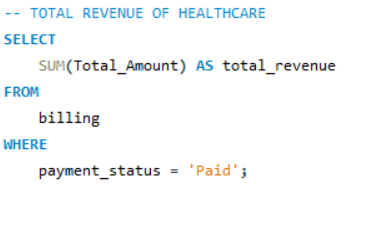 -- TOTAL REVENUE OF HEALTHCARE
SELECT
    SUM(Total_Amount) AS total_revenue
FROM
    billing
WHERE
    payment_status = 'Paid';